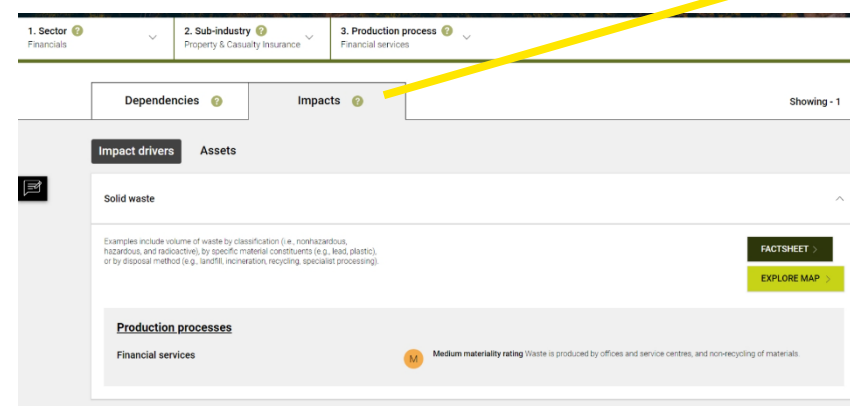 1. Sector ? 2. Sub-industry ? 3. Production process ?
Financials Property & Casualty Insurance Financial services
Dependencies ? Impacts ? Showing - 1
Impact drivers Assets
Solid waste
Examples include volume of waste by classification (i.e., nonhazardous,
hazardous, and radioactive), by specific material constituents (e.g., lead, plastic),
or by disposal method (e.g., landfill, incineration, recycling, specialist processing).
FACTSHEET >
EXPLORE MAP >
Production processes
Financial services M Medium materiality rating Waste is produced by offices and service centres, and non-recycling of materials.